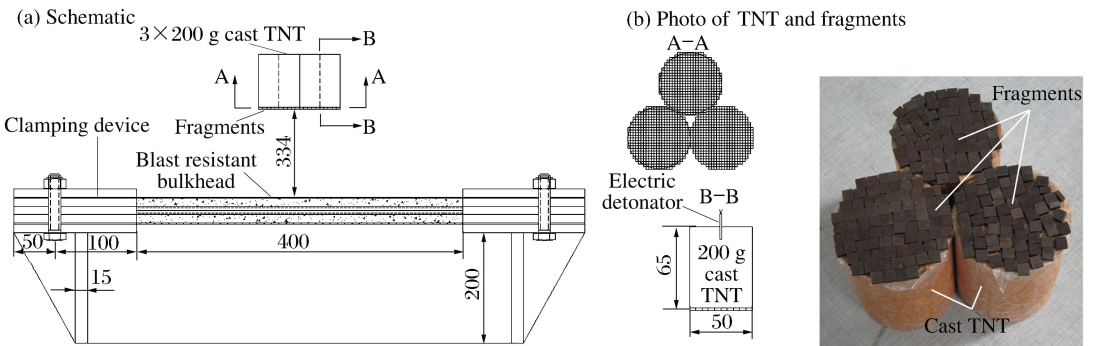 (a) Schematic
3×200 g cast TNT
B
A
A
Fragments
B
Clamping device
334
Blast resistant
bulkhead
50
100
400
15
200
(b) Photo of TNT and fragments
A-A
Electric
detonator
B-B
65
200 g
cast
TNT
50
Fragments
Cast TNT